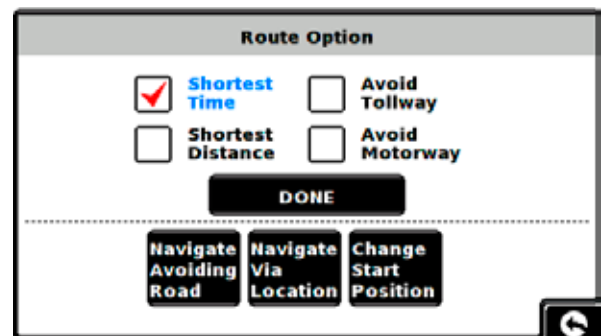 Route Option
Shortest
Time
Avoid
Tollway
Shortest
Distance
Avoid
Motorway
DONE
Navigate
Avoiding
Road
Navigate
Via
Location
Change
Start
Position